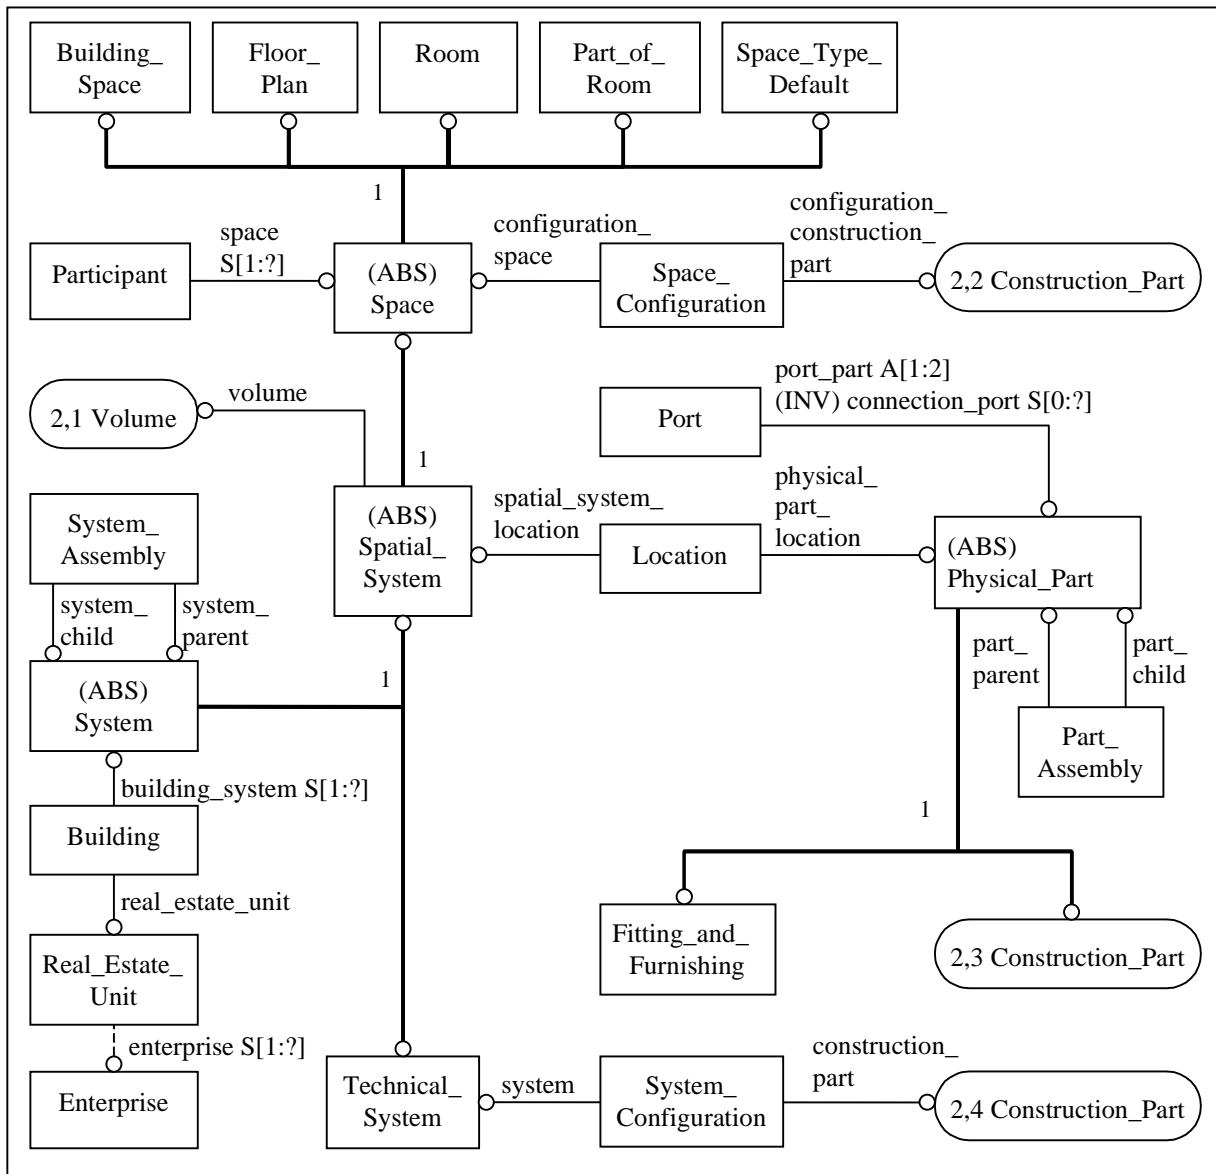 Building_
Space
Floor_
Plan
Room
Part_of_
Room
Space_Type_
Default
1
Participant
space
S[1:?]
(ABS)
Space
configuration_
space
Space_
Configuration
configuration_
construction_
part
2,2 Construction_Part
2,1 Volume
volume
1
Port
port_part A[1:2]
(INV) connection_port S[0:?]
System_
Assembly
system_
child
system_
parent
(ABS)
Spatial_
System
spatial_system_
location
Location
physical_
part_
location
(ABS)
Physical_Part
part_
parent
part_
child
Part_
Assembly
(ABS)
System
1
building_system S[1:?]
Building
real_estate_unit
Real_Estate_
Unit
enterprise S[1:?]
Enterprise
1
Fitting_and_
Furnishing
2,3 Construction_Part
Technical_
System
system
System_
Configuration
construction_
part
2,4 Construction_Part